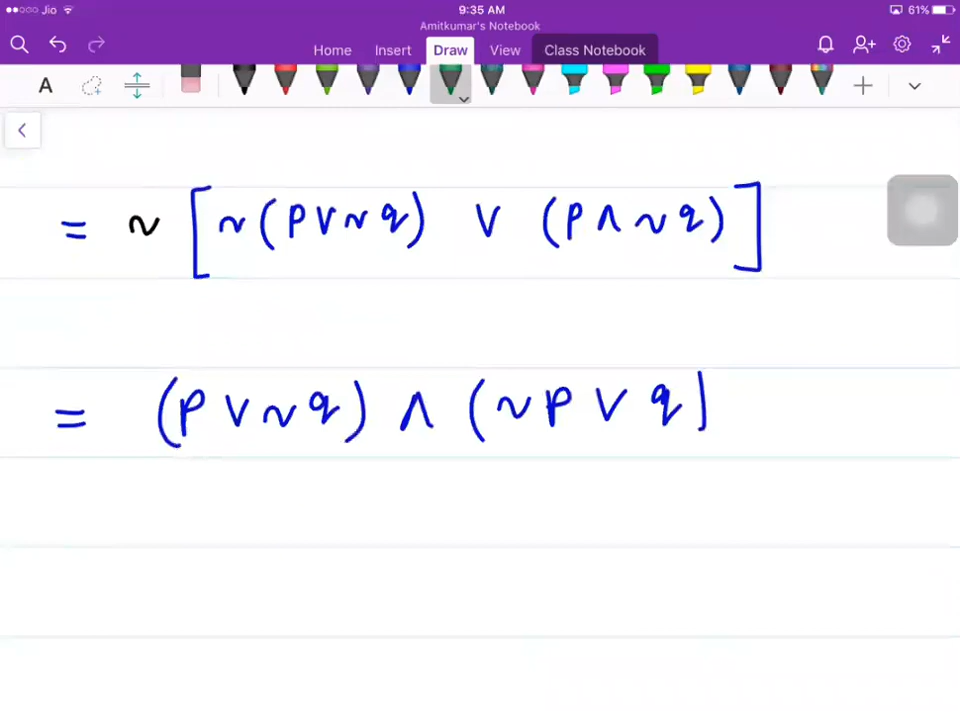 Jio 9:35 AM 61%
Amitkumar's Notebook
Home Insert Draw View Class Notebook
A
= ~ [ ~ (p ∨ ~ q) ∨ (p ∧ ~ q) ]
= (p ∨ ~ q) ∧ (~ p ∨ q]